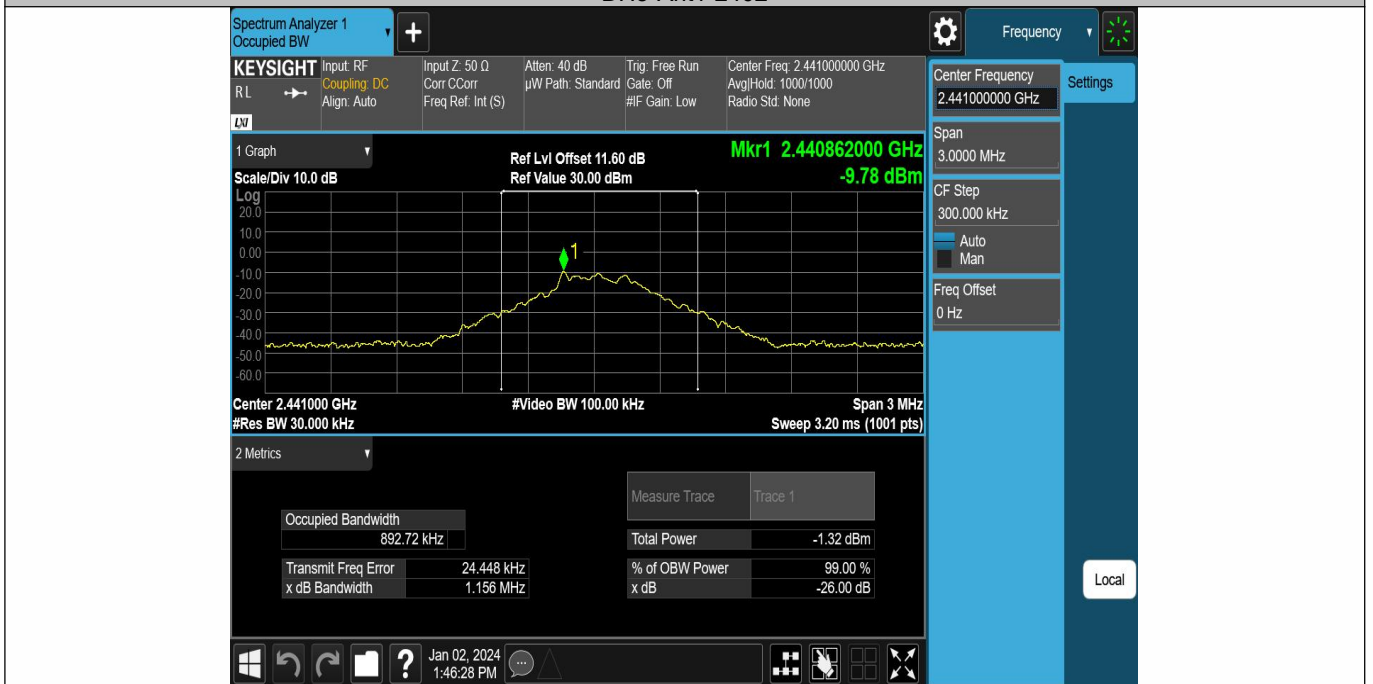 Spectrum Analyzer 1
Occupied BW
Frequency
KEYSIGHT
R L
LXI
Input: RF
Coupling: DC
Align: Auto
Input Z: 50 Ω
Corr CCorr
Freq Ref: Int (S)
Atten: 40 dB
µW Path: Standard
Trig: Free Run
Gate: Off
#IF Gain: Low
Center Freq: 2.441000000 GHz
Avg|Hold: 1000/1000
Radio Std: None
Center Frequency
2.441000000 GHz
Settings
Span
3.0000 MHz
CF Step
300.000 kHz
Auto
Man
Freq Offset
0 Hz
Local
1 Graph
Scale/Div 10.0 dB
Ref Lvl Offset 11.60 dB
Ref Value 30.00 dBm
Mkr1 2.440862000 GHz
-9.78 dBm
Log
20.0
10.0
0.00
-10.0
-20.0
-30.0
-40.0
-50.0
-60.0
1
Center 2.441000 GHz
#Res BW 30.000 kHz
#Video BW 100.00 kHz
Span 3 MHz
Sweep 3.20 ms (1001 pts)
2 Metrics
Measure Trace Trace 1
Occupied Bandwidth
892.72 kHz
Total Power -1.32 dBm
Transmit Freq Error 24.448 kHz
% of OBW Power 99.00 %
x dB Bandwidth 1.156 MHz
x dB -26.00 dB
Jan 02, 2024
1:46:28 PM